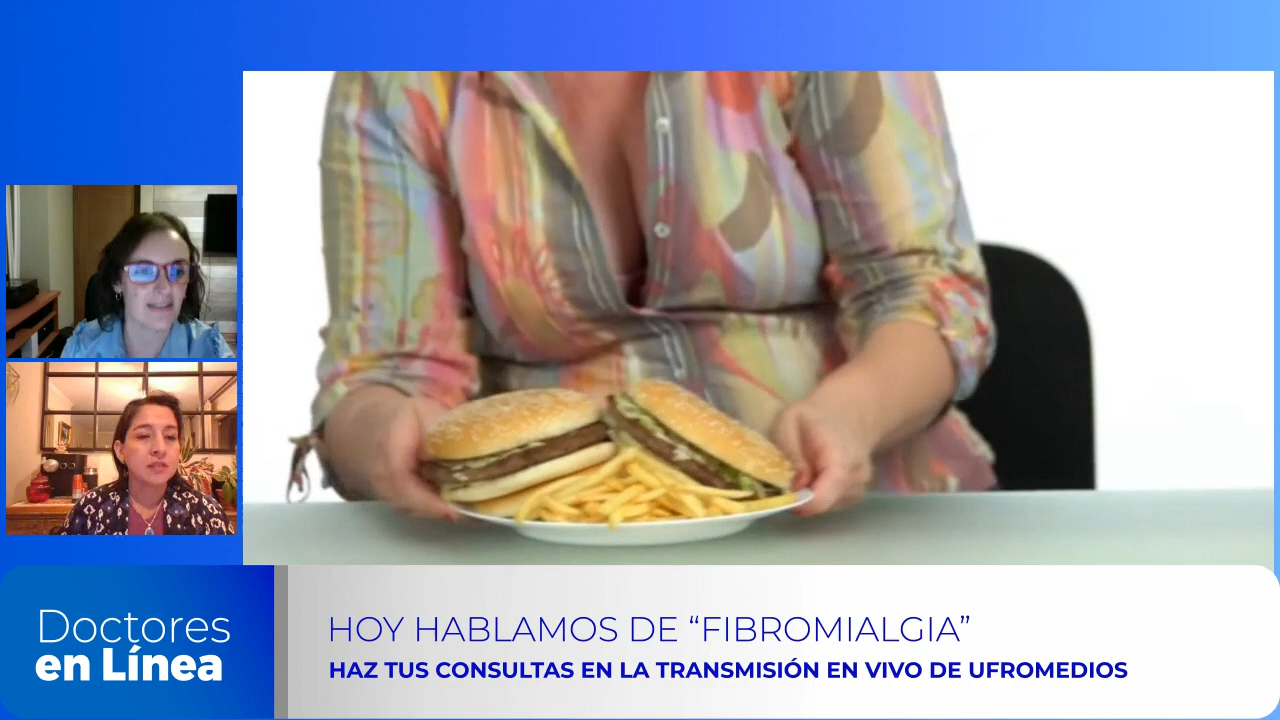 Doctores
en Línea
HOY HABLAMOS DE “FIBROMIALGIA”
HAZ TUS CONSULTAS EN LA TRANSMISIÓN EN VIVO DE UFROMEDIOS